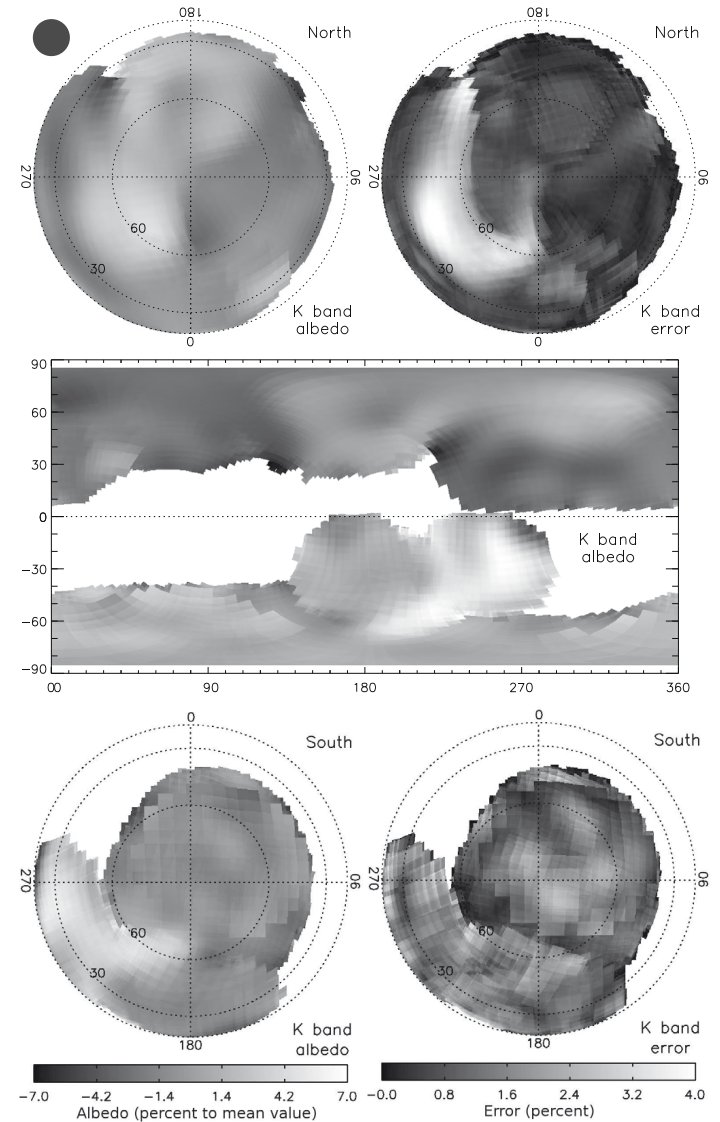 180
North
270
90
60
30
0
K band
albedo
180
North
270
90
60
30
0
K band
error
90
60
30
0
−30
−60
−90
K band
albedo
00
90
180
270
360
0
South
270
90
60
30
180
K band
albedo
0
South
270
90
60
30
180
K band
error
−7.0 −4.2 −1.4 1.4 4.2 7.0
Albedo (percent to mean value)
−0.0 0.8 1.6 2.4 3.2 4.0
Error (percent)